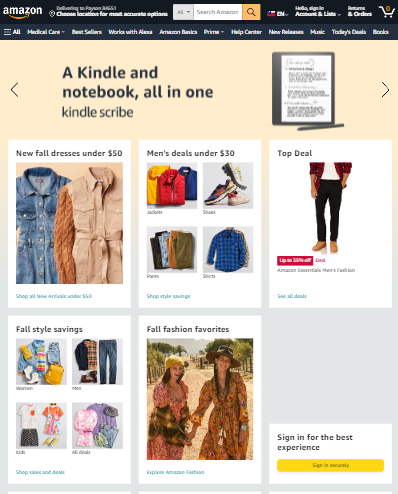 amazon
Delivering to Payson 84651
Choose location for most accurate options
All
Search Amazon
EN
Hello, sign in
Account & Lists
Returns
& Orders
0
All
Medical Care
Best Sellers
Works with Alexa
Amazon Basics
Prime
Help Center
New Releases
Music
Today's Deals
Books
A Kindle and
notebook, all in one
kindle scribe
New fall dresses under $50
Shop all New Arrivals under $50
Men's deals under $30
Jackets
Shoes
Pants
Shirts
Shop style savings
Top Deal
Up to 35% off
Deal
Amazon Essentials Men's Fashion
See all deals
Fall style savings
Women
Men
Kids
All deals
Shop sales and deals
Fall fashion favorites
Explore Amazon Fashion
Sign in for the best
experience
Sign in securely